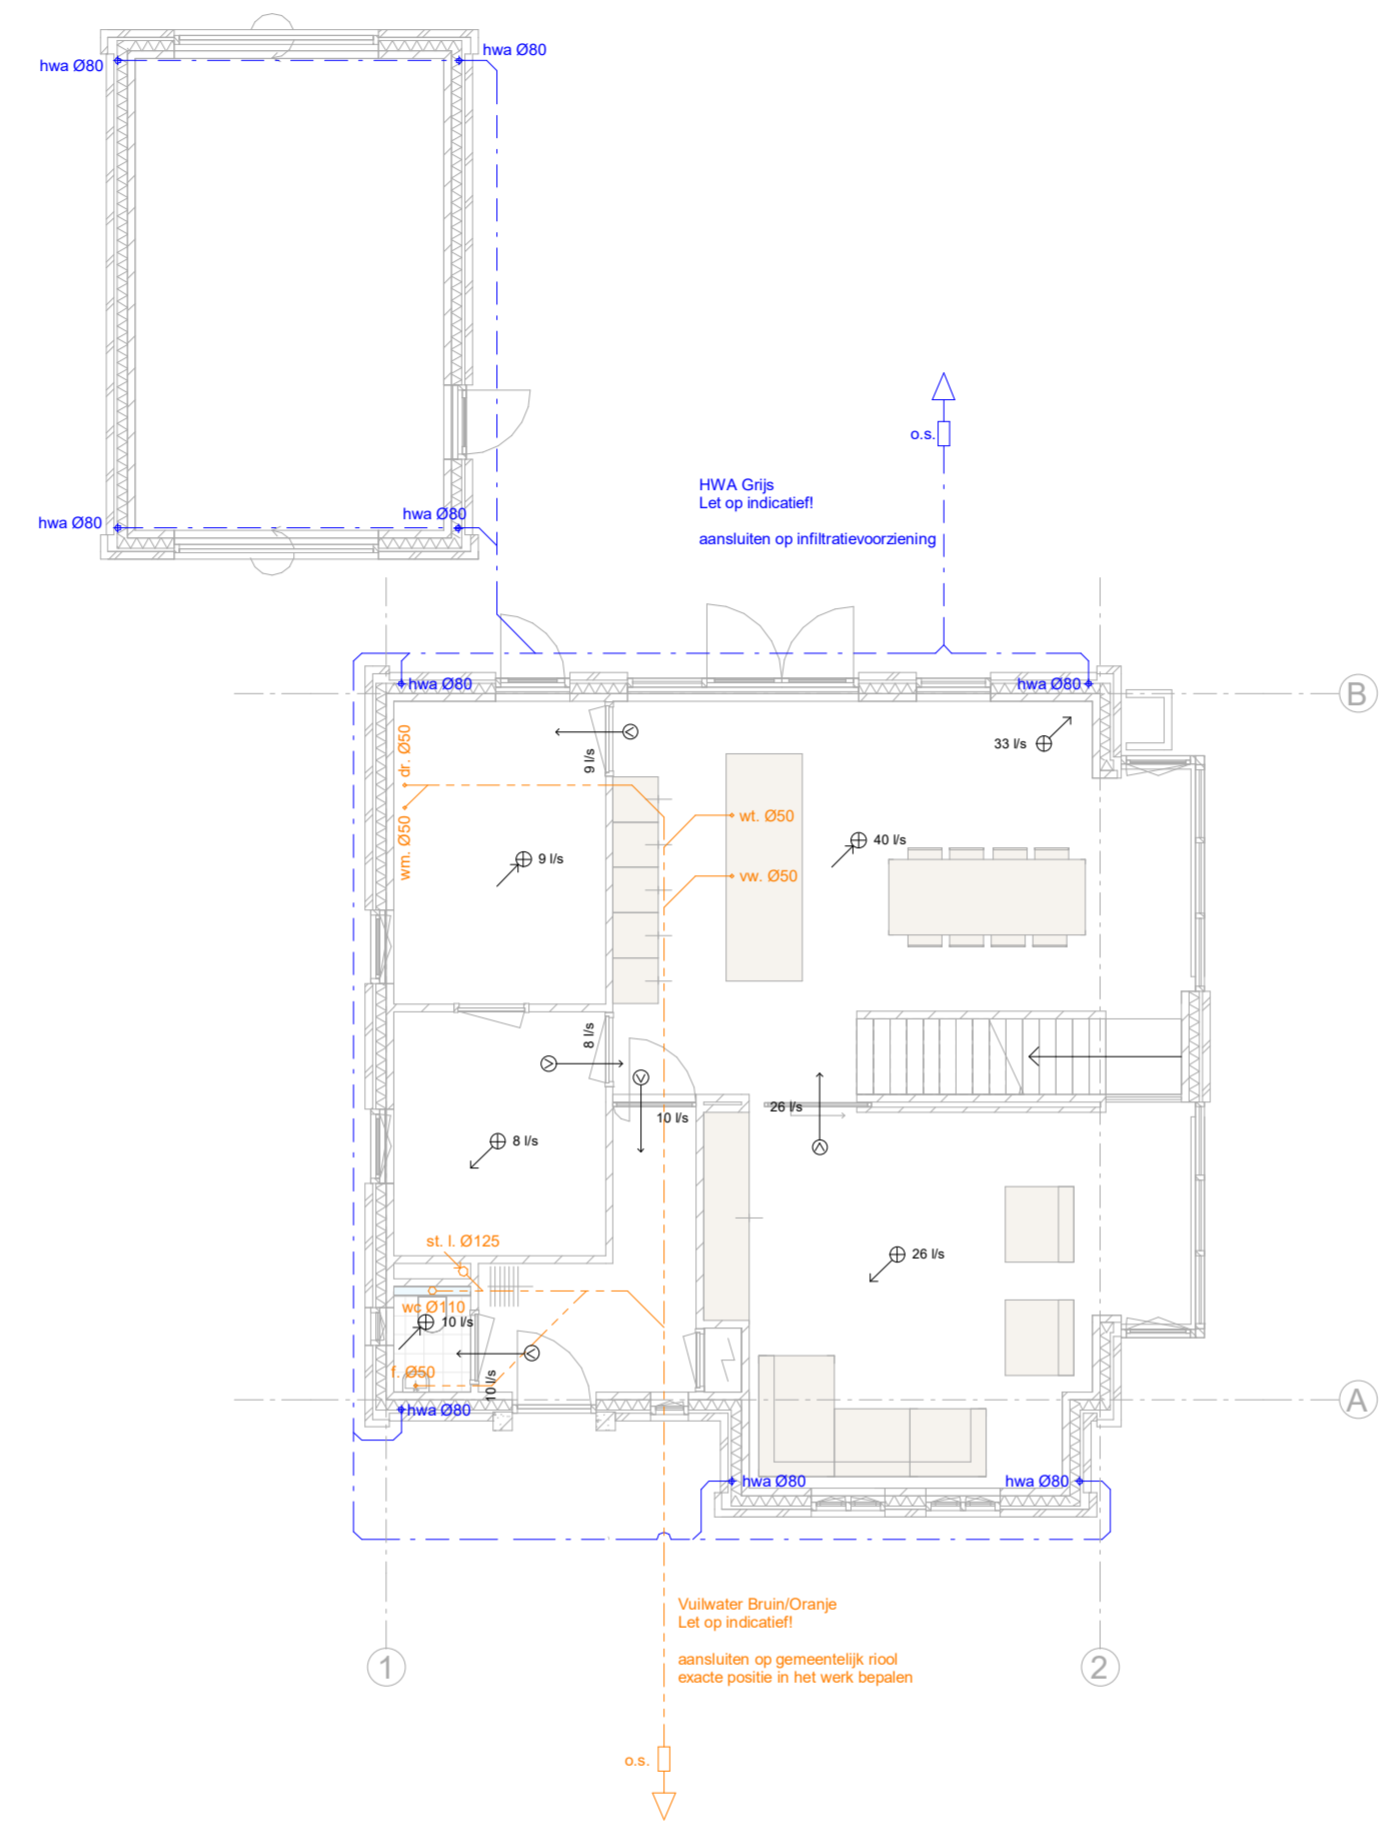 hwa Ø80
hwa Ø80
hwa Ø80
hwa Ø80
o.s.
HWA Grijs
Let op indicatief!
aansluiten op infiltratievoorziening
hwa Ø80
hwa Ø80
B
dr. Ø50
9 l/s
33 l/s
wm. Ø50
wt. Ø50
40 l/s
9 l/s
vw. Ø50
8 l/s
10 l/s
26 l/s
8 l/s
st. l. Ø125
26 l/s
wc Ø110
10 l/s
f. Ø50
10 l/s
A
hwa Ø80
hwa Ø80
hwa Ø80
Vuilwater Bruin/Oranje
Let op indicatief!
aansluiten op gemeentelijk riool
exacte positie in het werk bepalen
1
2
o.s.